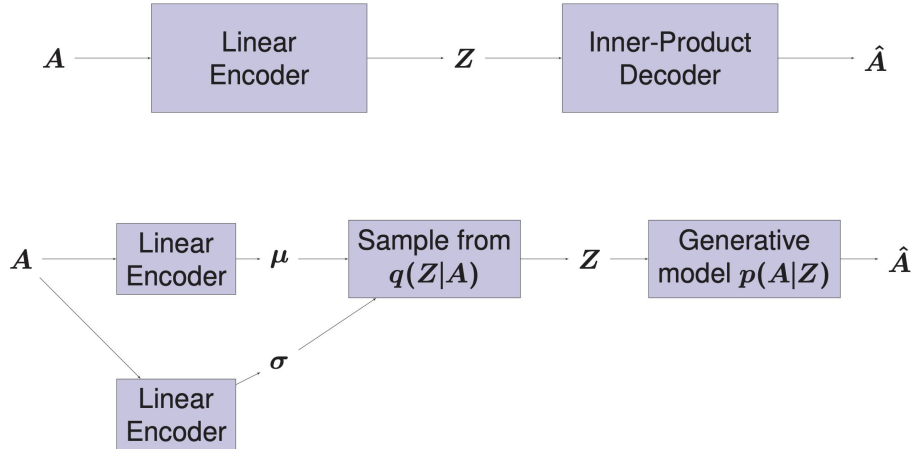 A
Linear
Encoder
Z
Inner-Product
Decoder
Â
A
Linear
Encoder
μ
Sample from
q(Z|A)
Z
Generative
model p(A|Z)
Â
σ
Linear
Encoder